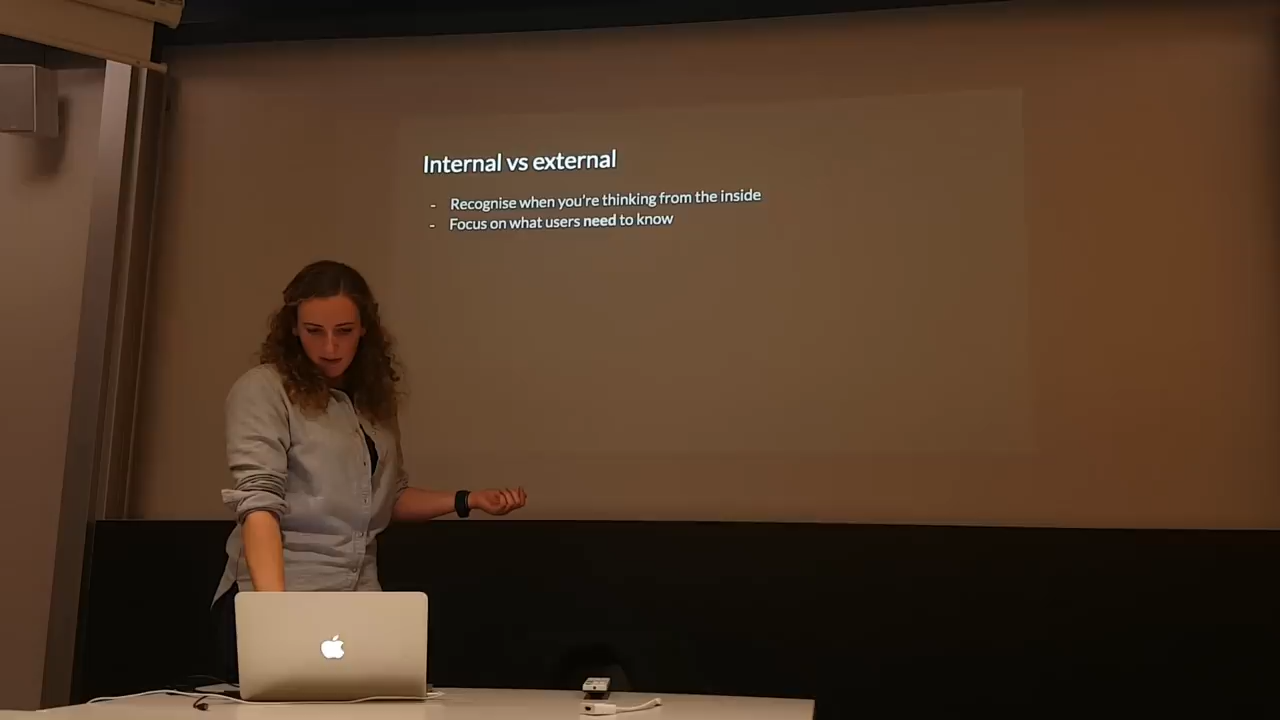 Internal vs external
- Recognise when you're thinking from the inside
- Focus on what users need to know